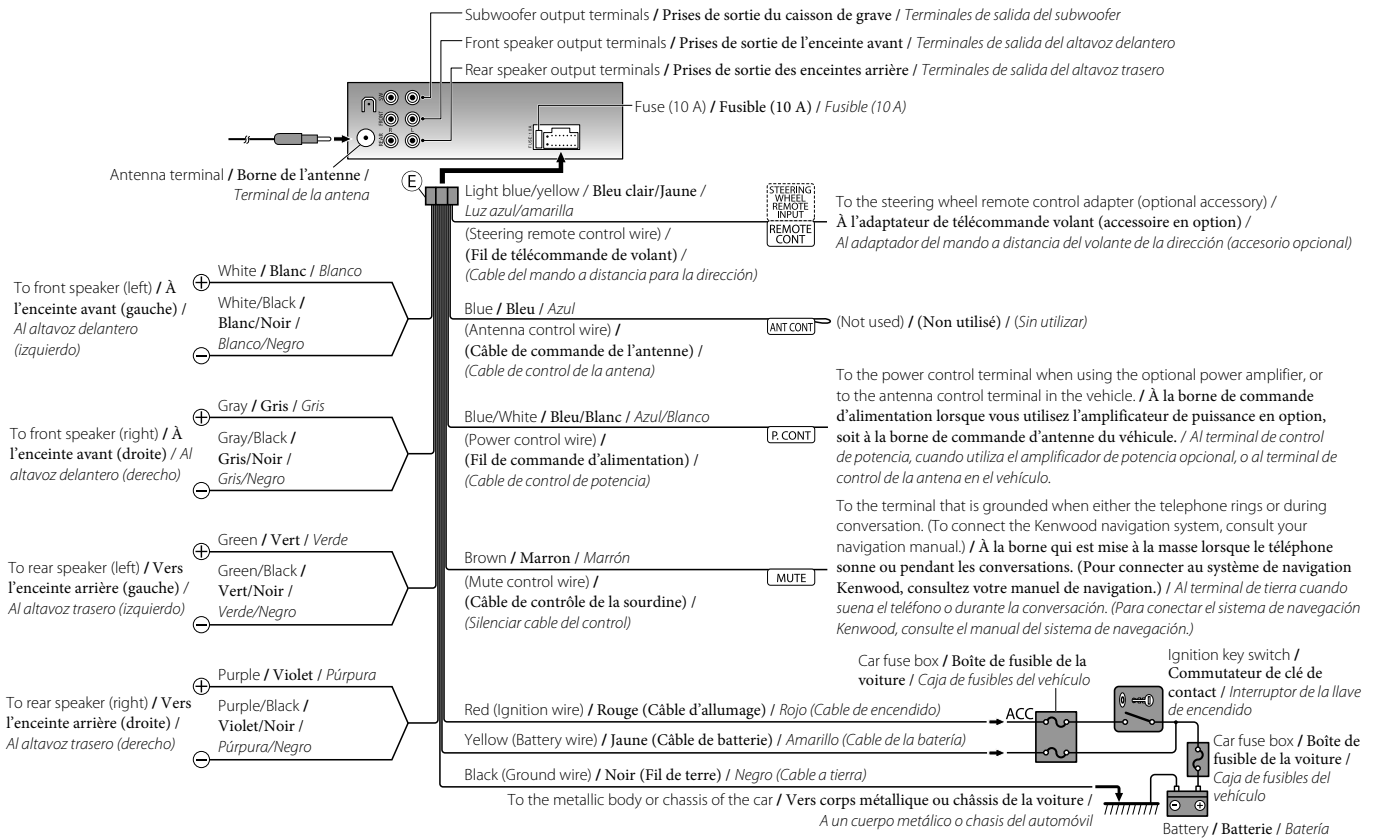 Subwoofer output terminals / Prises de sortie du caisson de grave / Terminales de salida del subwoofer
Front speaker output terminals / Prises de sortie de l'enceinte avant / Terminales de salida del altavoz delantero
Rear speaker output terminals / Prises de sortie des enceintes arrière / Terminales de salida del altavoz trasero
Fuse (10 A) / Fusible (10 A) / Fusible (10 A)
SW
FRONT
REAR
Antenna terminal / Borne de l'antenne /
Terminal de la antena
E
Light blue/yellow / Bleu clair/Jaune /
Luz azul/amarilla
(Steering remote control wire) /
(Fil de télécommande de volant) /
(Cable del mando a distancia para la dirección)
STEERING
WHEEL
REMOTE
INPUT
REMOTE
CONT
To the steering wheel remote control adapter (optional accessory) /
À l'adaptateur de télécommande volant (accessoire en option) /
Al adaptador del mando a distancia del volante de la dirección (accesorio opcional)
To front speaker (left) / À
l'enceinte avant (gauche) /
Al altavoz delantero
(izquierdo)
White / Blanc / Blanco
White/Black /
Blanc/Noir /
Blanco/Negro
Blue / Bleu / Azul
(Antenna control wire) /
(Câble de commande de l'antenne) /
(Cable de control de la antena)
ANT CONT
(Not used) / (Non utilisé) / (Sin utilizar)
To front speaker (right) / À
l'enceinte avant (droite) / Al
altavoz delantero (derecho)
Gray / Gris / Gris
Gray/Black /
Gris/Noir /
Gris/Negro
Blue/White / Bleu/Blanc / Azul/Blanco
(Power control wire) /
(Fil de commande d'alimentation) /
(Cable de control de potencia)
P. CONT
To the power control terminal when using the optional power amplifier, or
to the antenna control terminal in the vehicle. / À la borne de commande
d'alimentation lorsque vous utilisez l'amplificateur de puissance en option,
soit à la borne de commande d'antenne du véhicule. / Al terminal de control
de potencia, cuando utiliza el amplificador de potencia opcional, o al terminal de
control de la antena en el vehículo.
To rear speaker (left) / Vers
l'enceinte arrière (gauche) /
Al altavoz trasero (izquierdo)
Green / Vert / Verde
Green/Black /
Vert/Noir /
Verde/Negro
Brown / Marron / Marrón
(Mute control wire) /
(Câble de contrôle de la sourdine) /
(Silenciar cable del control)
MUTE
To the terminal that is grounded when either the telephone rings or during
conversation. (To connect the Kenwood navigation system, consult your
navigation manual.) / À la borne qui est mise à la masse lorsque le téléphone
sonne ou pendant les conversations. (Pour connecter au système de navigation
Kenwood, consultez votre manuel de navigation.) / Al terminal de tierra cuando
suena el teléfono o durante la conversación. (Para conectar el sistema de navegación
Kenwood, consulte el manual del sistema de navegación.)
To rear speaker (right) / Vers
l'enceinte arrière (droite) /
Al altavoz trasero (derecho)
Purple / Violet / Púrpura
Purple/Black /
Violet/Noir /
Púrpura/Negro
Car fuse box / Boîte de fusible de la
voiture / Caja de fusibles del vehículo
Ignition key switch /
Commutateur de clé de
contact / Interruptor de la llave
de encendido
Red (Ignition wire) / Rouge (Câble d'allumage) / Rojo (Cable de encendido)
ACC
Yellow (Battery wire) / Jaune (Câble de batterie) / Amarillo (Cable de la batería)
Car fuse box / Boîte de
fusible de la voiture /
Caja de fusibles del
vehículo
Black (Ground wire) / Noir (Fil de terre) / Negro (Cable a tierra)
To the metallic body or chassis of the car / Vers corps métallique ou châssis de la voiture /
A un cuerpo metálico o chasis del automóvil
Battery / Batterie / Batería